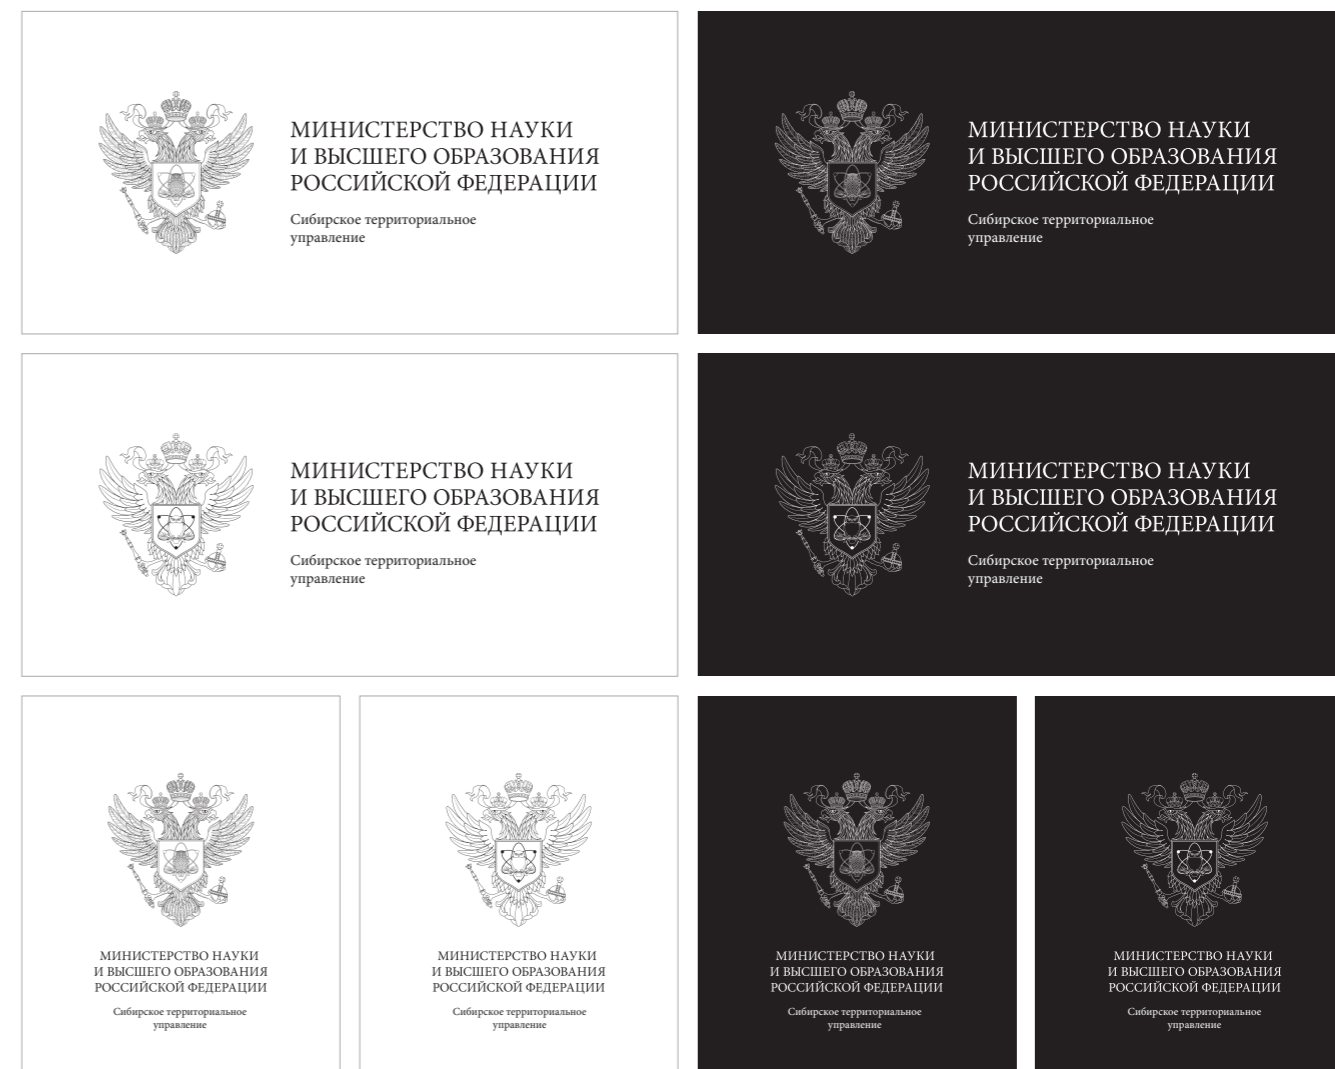 МИНИСТЕРСТВО НАУКИ
И ВЫСШЕГО ОБРАЗОВАНИЯ
РОССИЙСКОЙ ФЕДЕРАЦИИ
Сибирское территориальное
управление
МИНИСТЕРСТВО НАУКИ
И ВЫСШЕГО ОБРАЗОВАНИЯ
РОССИЙСКОЙ ФЕДЕРАЦИИ
Сибирское территориальное
управление
МИНИСТЕРСТВО НАУКИ
И ВЫСШЕГО ОБРАЗОВАНИЯ
РОССИЙСКОЙ ФЕДЕРАЦИИ
Сибирское территориальное
управление
МИНИСТЕРСТВО НАУКИ
И ВЫСШЕГО ОБРАЗОВАНИЯ
РОССИЙСКОЙ ФЕДЕРАЦИИ
Сибирское территориальное
управление
МИНИСТЕРСТВО НАУКИ
И ВЫСШЕГО ОБРАЗОВАНИЯ
РОССИЙСКОЙ ФЕДЕРАЦИИ
Сибирское территориальное
управление
МИНИСТЕРСТВО НАУКИ
И ВЫСШЕГО ОБРАЗОВАНИЯ
РОССИЙСКОЙ ФЕДЕРАЦИИ
Сибирское территориальное
управление
МИНИСТЕРСТВО НАУКИ
И ВЫСШЕГО ОБРАЗОВАНИЯ
РОССИЙСКОЙ ФЕДЕРАЦИИ
Сибирское территориальное
управление
МИНИСТЕРСТВО НАУКИ
И ВЫСШЕГО ОБРАЗОВАНИЯ
РОССИЙСКОЙ ФЕДЕРАЦИИ
Сибирское территориальное
управление